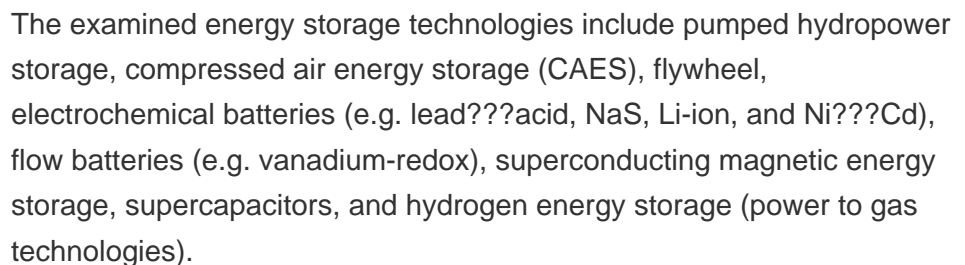 The examined energy storage technologies include pumped hydropower
storage, compressed air energy storage (CAES), flywheel,
electrochemical batteries (e.g. lead???acid, NaS, Li-ion, and Ni???Cd),
flow batteries (e.g. vanadium-redox), superconducting magnetic energy
storage, supercapacitors, and hydrogen energy storage (power to gas
technologies).